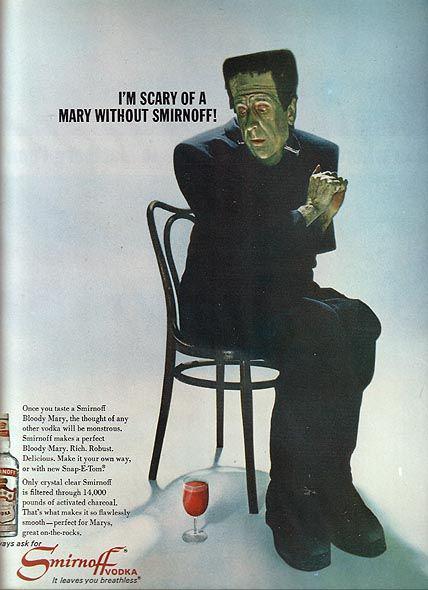 I'M SCARY OF A
MARY WITHOUT SMIRNOFF!
Once you taste a Smirnoff
Bloody Mary, the thought of any
other vodka will be monstrous.
Smirnoff makes a perfect
Bloody Mary. Rich. Robust.
Delicious. Make it your own way,
or with new Snap-E-Tom®
Only crystal clear Smirnoff
is filtered through 14,000
pounds of activated charcoal.
That's what makes it so flawlessly
smooth—perfect for Marys,
great on-the-rocks.
ask for
Smirnoff®
VODKA
It leaves you breathless®